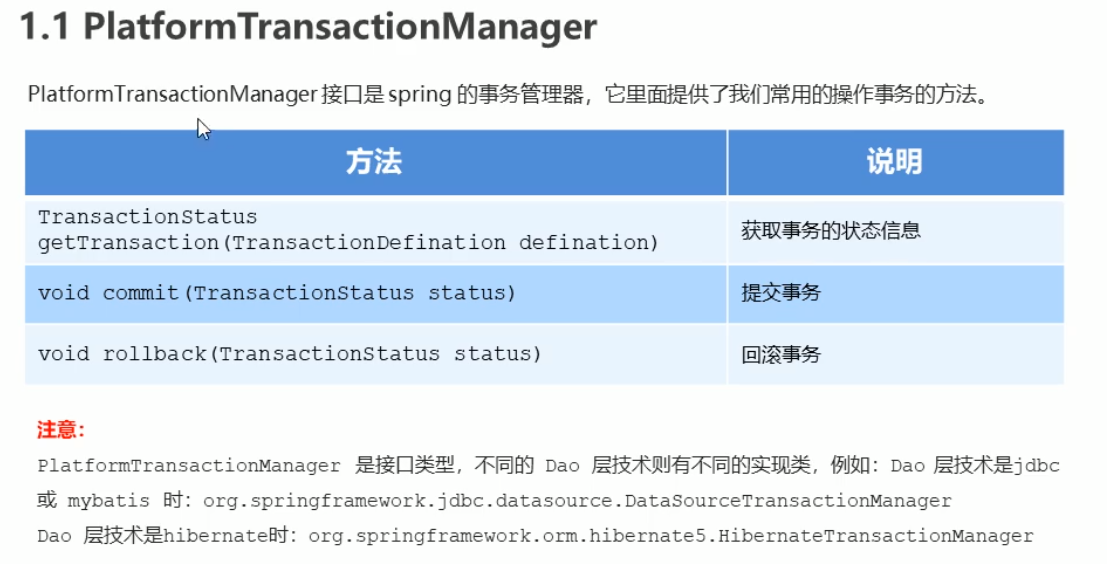 1.1 PlatformTransactionManager
PlatformTransactionManager 接口是 spring 的事务管理器，它里面提供了我们常用的操作事务的方法。
方法
说明
TransactionStatus
getTransaction(TransactionDefination defination)
获取事务的状态信息
void commit(TransactionStatus status)
提交事务
void rollback(TransactionStatus status)
回滚事务
注意：
PlatformTransactionManager 是接口类型，不同的 Dao 层技术则有不同的实现类，例如：Dao 层技术是jdbc
或 mybatis 时：org.springframework.jdbc.datasource.DataSourceTransactionManager
Dao 层技术是hibernate时：org.springframework.orm.hibernate5.HibernateTransactionManager